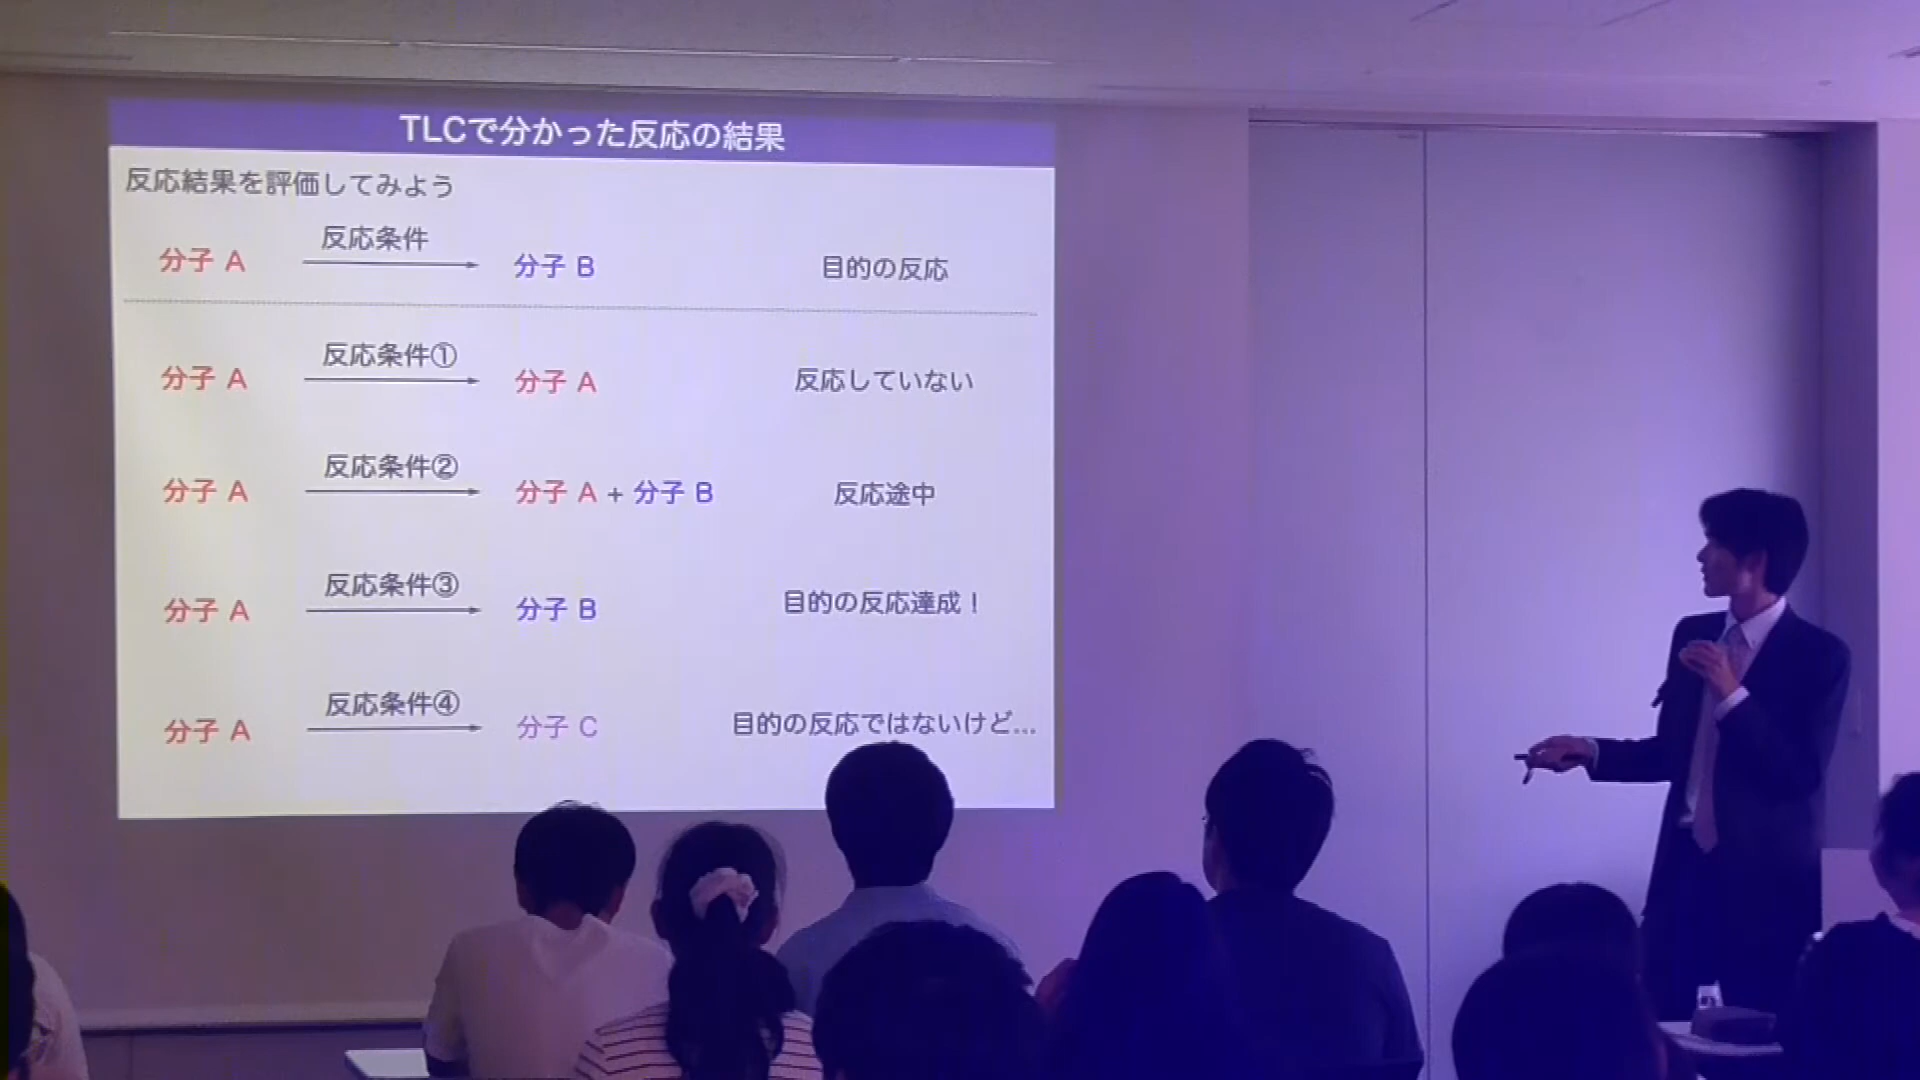 TLCで分かった反応の結果
反応結果を評価してみよう
分子 A 反応条件 分子 B 目的の反応
分子 A 反応条件① 分子 A 反応していない
分子 A 反応条件② 分子 A + 分子 B 反応途中
分子 A 反応条件③ 分子 B 目的の反応達成！
分子 A 反応条件④ 分子 C 目的の反応ではないけど...